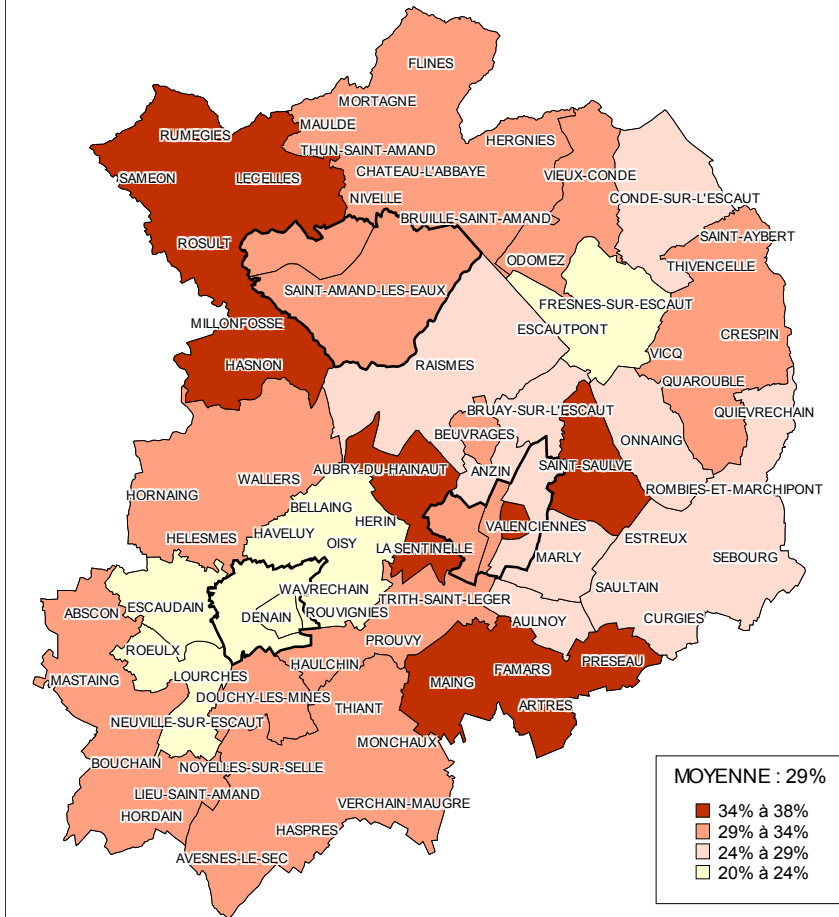 FLINES
MORTAGNE
MAULDE
RUMEGIES
HERGNIES
THUN-SAINT-AMAND
CHATEAU-L'ABBAYE
VIEUX-CONDE
SAMEON
LECELLES
NIVELLE
CONDE-SUR-L'ESCAUT
BRUILLE-SAINT-AMAND
SAINT-AYBERT
ROSULT
ODOMEZ
THIVENCELLE
SAINT-AMAND-LES-EAUX
FRESNES-SUR-ESCAUT
MILLONFOSSE
ESCAUTPONT
CRESPIN
VICQ
HASNON
RAISMES
QUAROUBLE
BRUAY-SUR-L'ESCAUT
QUIEVRECHAIN
BEUVRAGES
ONNAING
AUBRY-DU-HAINAUT
ANZIN
SAINT-SAULVE
WALLERS
ROMBIES-ET-MARCHIPONT
HORNAING
BELLAING
HERIN
VALENCIENNES
HELESMES
HAVELUY
OISY
LA SENTINELLE
ESTREUX
MARLY
SEBOURG
WAVRECHAIN
SAULTAIN
ABSCON
ESCAUDAIN
DENAIN
ROUVIGNIES
TRITH-SAINT-LEGER
AULNOY
CURGIES
ROEULX
PROUVY
HAULCHIN
PRESEAU
MASTAING
LOURCHES
MAING
FAMARS
DOUCHY-LES-MINES
ARTRES
NEUVILLE-SUR-ESCAUT
THIANT
MONCHAUX
BOUCHAIN
NOYELLES-SUR-SELLE
LIEU-SAINT-AMAND
VERCHAIN-MAUGRE
HORDAIN
HASPRES
AVESNES-LE-SEC
MOYENNE : 29%
34% à 38%
29% à 34%
24% à 29%
20% à 24%